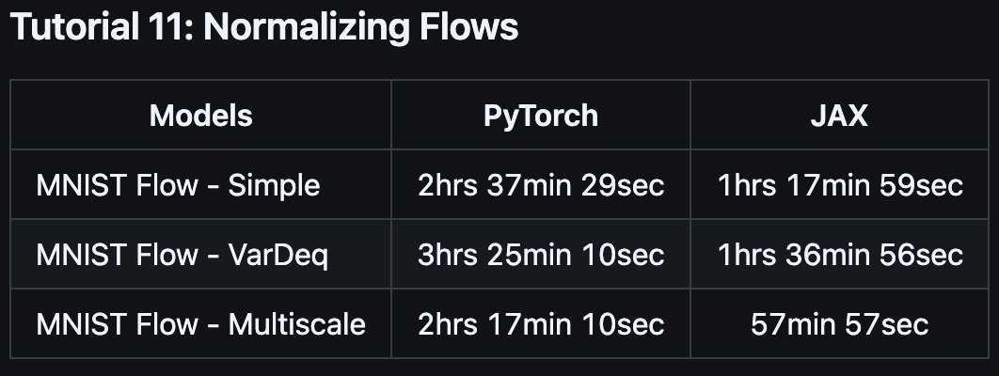 Tutorial 11: Normalizing Flows
Models PyTorch JAX
MNIST Flow - Simple 2hrs 37min 29sec 1hrs 17min 59sec
MNIST Flow - VarDeq 3hrs 25min 10sec 1hrs 36min 56sec
MNIST Flow - Multiscale 2hrs 17min 10sec 57min 57sec